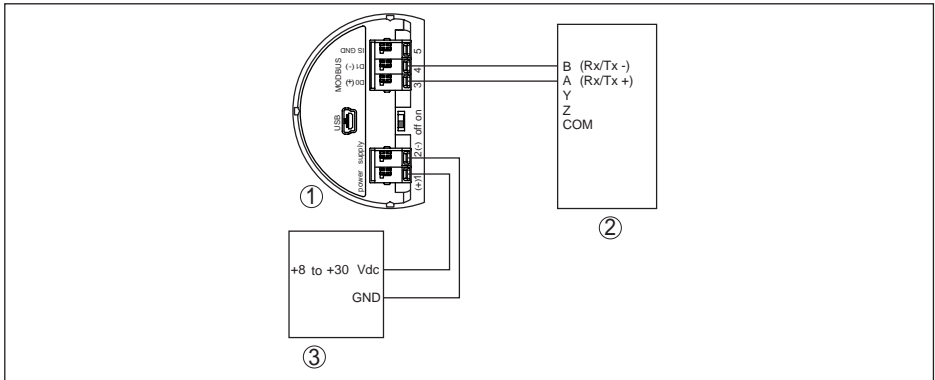 IS GND
D1 (-)
D0 (+)
MODBUS
USB
power supply
5
4
3
off on
2(-)
(+)1
①
B (Rx/Tx -)
A (Rx/Tx +)
Y
Z
COM
②
+8 to +30 Vdc
GND
③